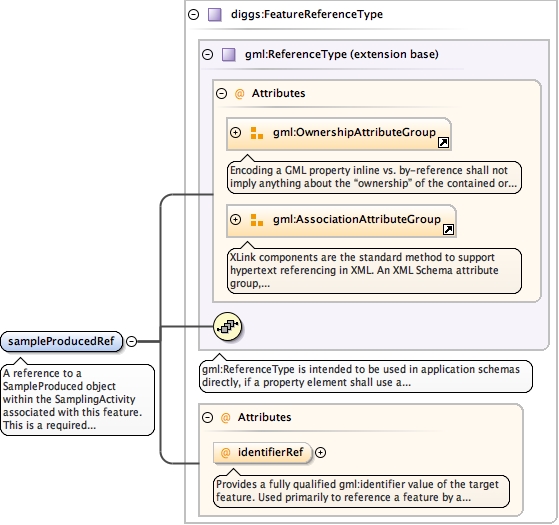 diggs:FeatureReferenceType
gml:ReferenceType (extension base)
@ Attributes
gml:OwnershipAttributeGroup
Encoding a GML property inline vs. by-reference shall not
imply anything about the “ownership” of the contained or...
gml:AssociationAttributeGroup
XLink components are the standard method to support
hypertext referencing in XML. An XML Schema attribute
group,...
sampleProducedRef
A reference to a
SampleProduced object
within the SamplingActivity
associated with this feature.
This is a required...
gml:ReferenceType is intended to be used in application schemas
directly, if a property element shall use a...
@ Attributes
@ identifierRef
Provides a fully qualified gml:identifier value of the target
feature. Used primarily to reference a feature by a...